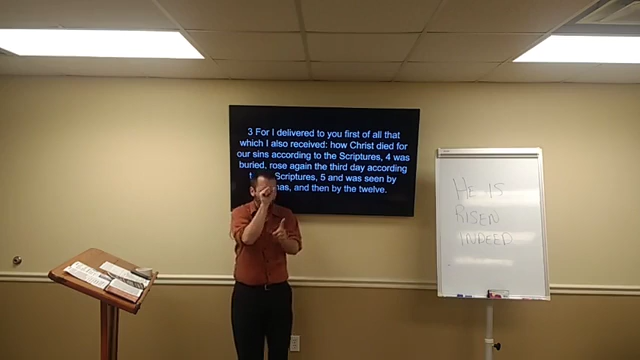 3 For I delivered to you first of all that
which I also received: how Christ died for
our sins according to the Scriptures, 4 was
buried, rose again the third day according
Scriptures, 5 and was seen by
and then by the twelve.
HE IS
RISEN
INDEED